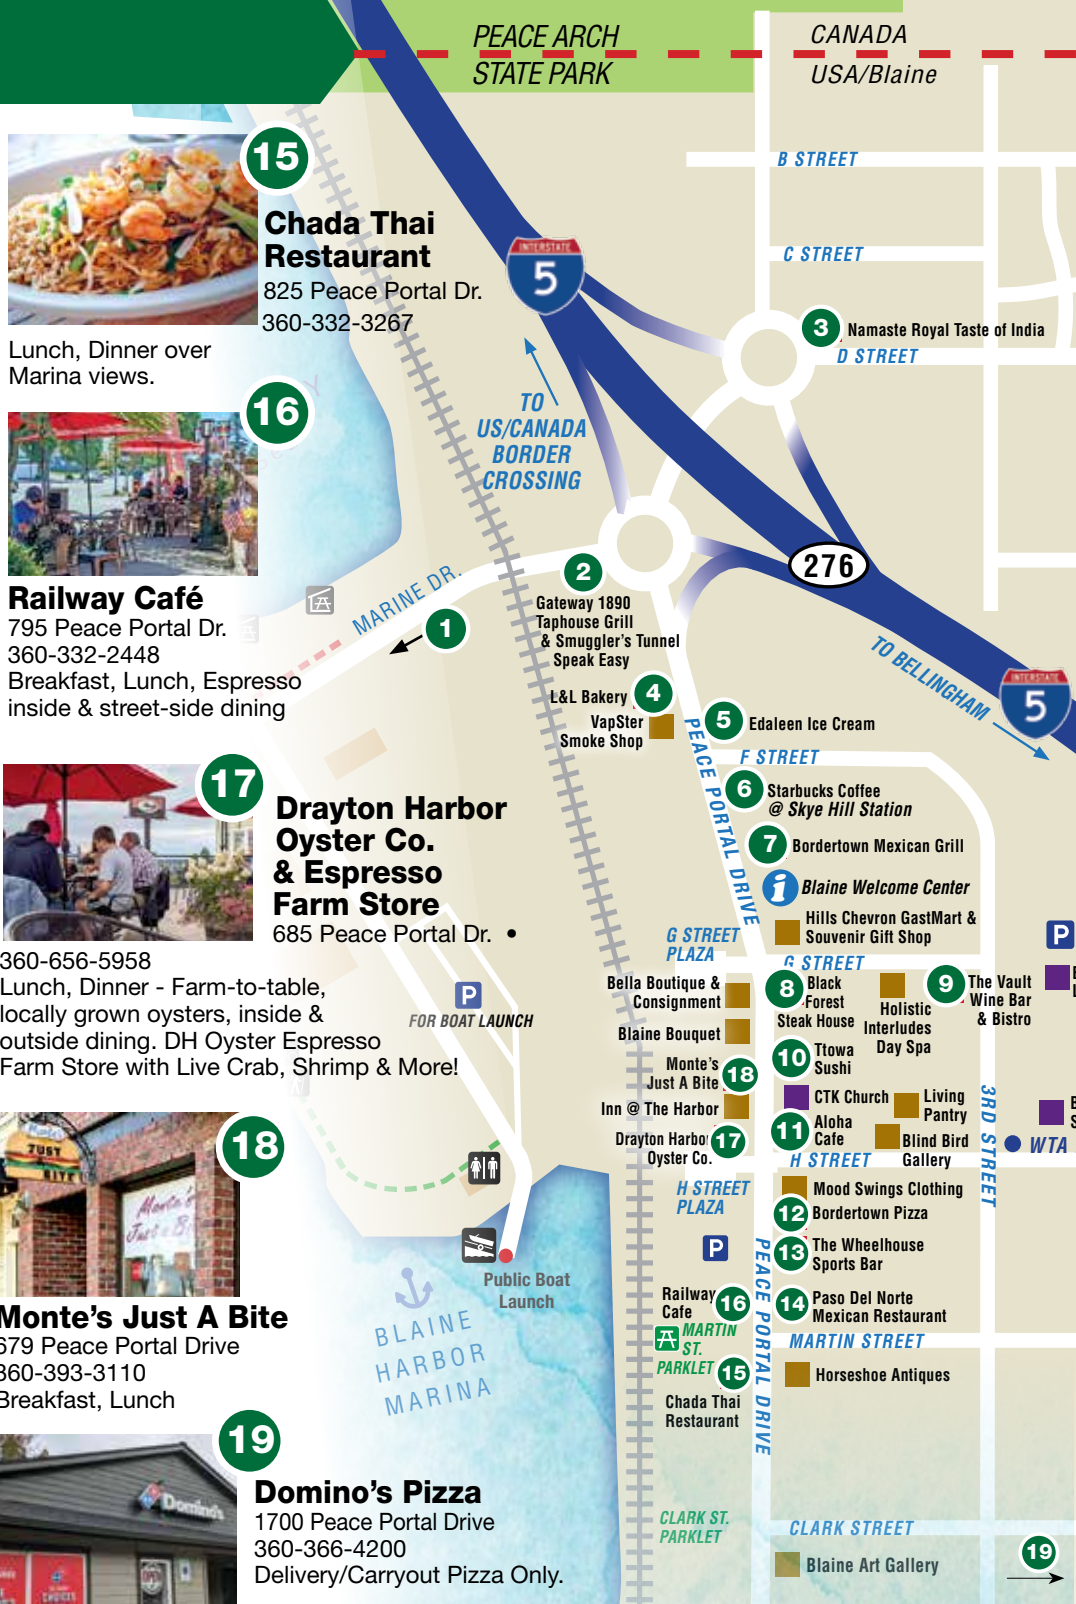 PEACE ARCH
STATE PARK
CANADA
USA/Blaine
B STREET
C STREET
15
Chada Thai
Restaurant
825 Peace Portal Dr.
360-332-3267
Lunch, Dinner over
Marina views.
INTERSTATE
5
3
Namaste Royal Taste of India
D STREET
TO
US/CANADA
BORDER
CROSSING
16
Railway Café
795 Peace Portal Dr.
360-332-2448
Breakfast, Lunch, Espresso
inside & street-side dining
MARINE DR.
1
2
Gateway 1890
Taphouse Grill
& Smuggler's Tunnel
Speak Easy
276
TO BELLINGHAM
INTERSTATE
5
L&L Bakery
4
VapSter
Smoke Shop
5
Edaleen Ice Cream
PEACE PORTAL DRIVE
F STREET
6
Starbucks Coffee
@ Skye Hill Station
7
Bordertown Mexican Grill
i
Blaine Welcome Center
Hills Chevron GastMart &
Souvenir Gift Shop
P
17
Drayton Harbor
Oyster Co.
& Espresso
Farm Store
685 Peace Portal Dr. •
360-656-5958
Lunch, Dinner - Farm-to-table,
locally grown oysters, inside &
outside dining. DH Oyster Espresso
Farm Store with Live Crab, Shrimp & More!
P
FOR BOAT LAUNCH
G STREET
PLAZA
G STREET
Bella Boutique &
Consignment
8
Black
Forest
Steak House
Holistic
Interludes
Day Spa
9
The Vault
Wine Bar
& Bistro
Blaine Bouquet
10
Ttowa
Sushi
Monte's
Just A Bite
18
CTK Church
Living
Pantry
Inn @ The Harbor
11
Aloha
Cafe
Blind Bird
Gallery
3RD STREET
WTA
Drayton Harbo
Oyster Co.
17
H STREET
H STREET
PLAZA
Mood Swings Clothing
12
Bordertown Pizza
P
13
The Wheelhouse
Sports Bar
PEACE PORTAL DRIVE
Railway
Cafe
16
14
Paso Del Norte
Mexican Restaurant
MARTIN
ST.
PARKLET
MARTIN STREET
15
Chada Thai
Restaurant
Horseshoe Antiques
Public Boat
Launch
BLAINE
HARBOR
MARINA
18
JUST
BITE
Monte's
Just A B
Monte's Just A Bite
679 Peace Portal Drive
360-393-3110
Breakfast, Lunch
19
Domino's
Domino's Pizza
1700 Peace Portal Drive
360-366-4200
Delivery/Carryout Pizza Only.
CLARK ST.
PARKLET
CLARK STREET
Blaine Art Gallery
19